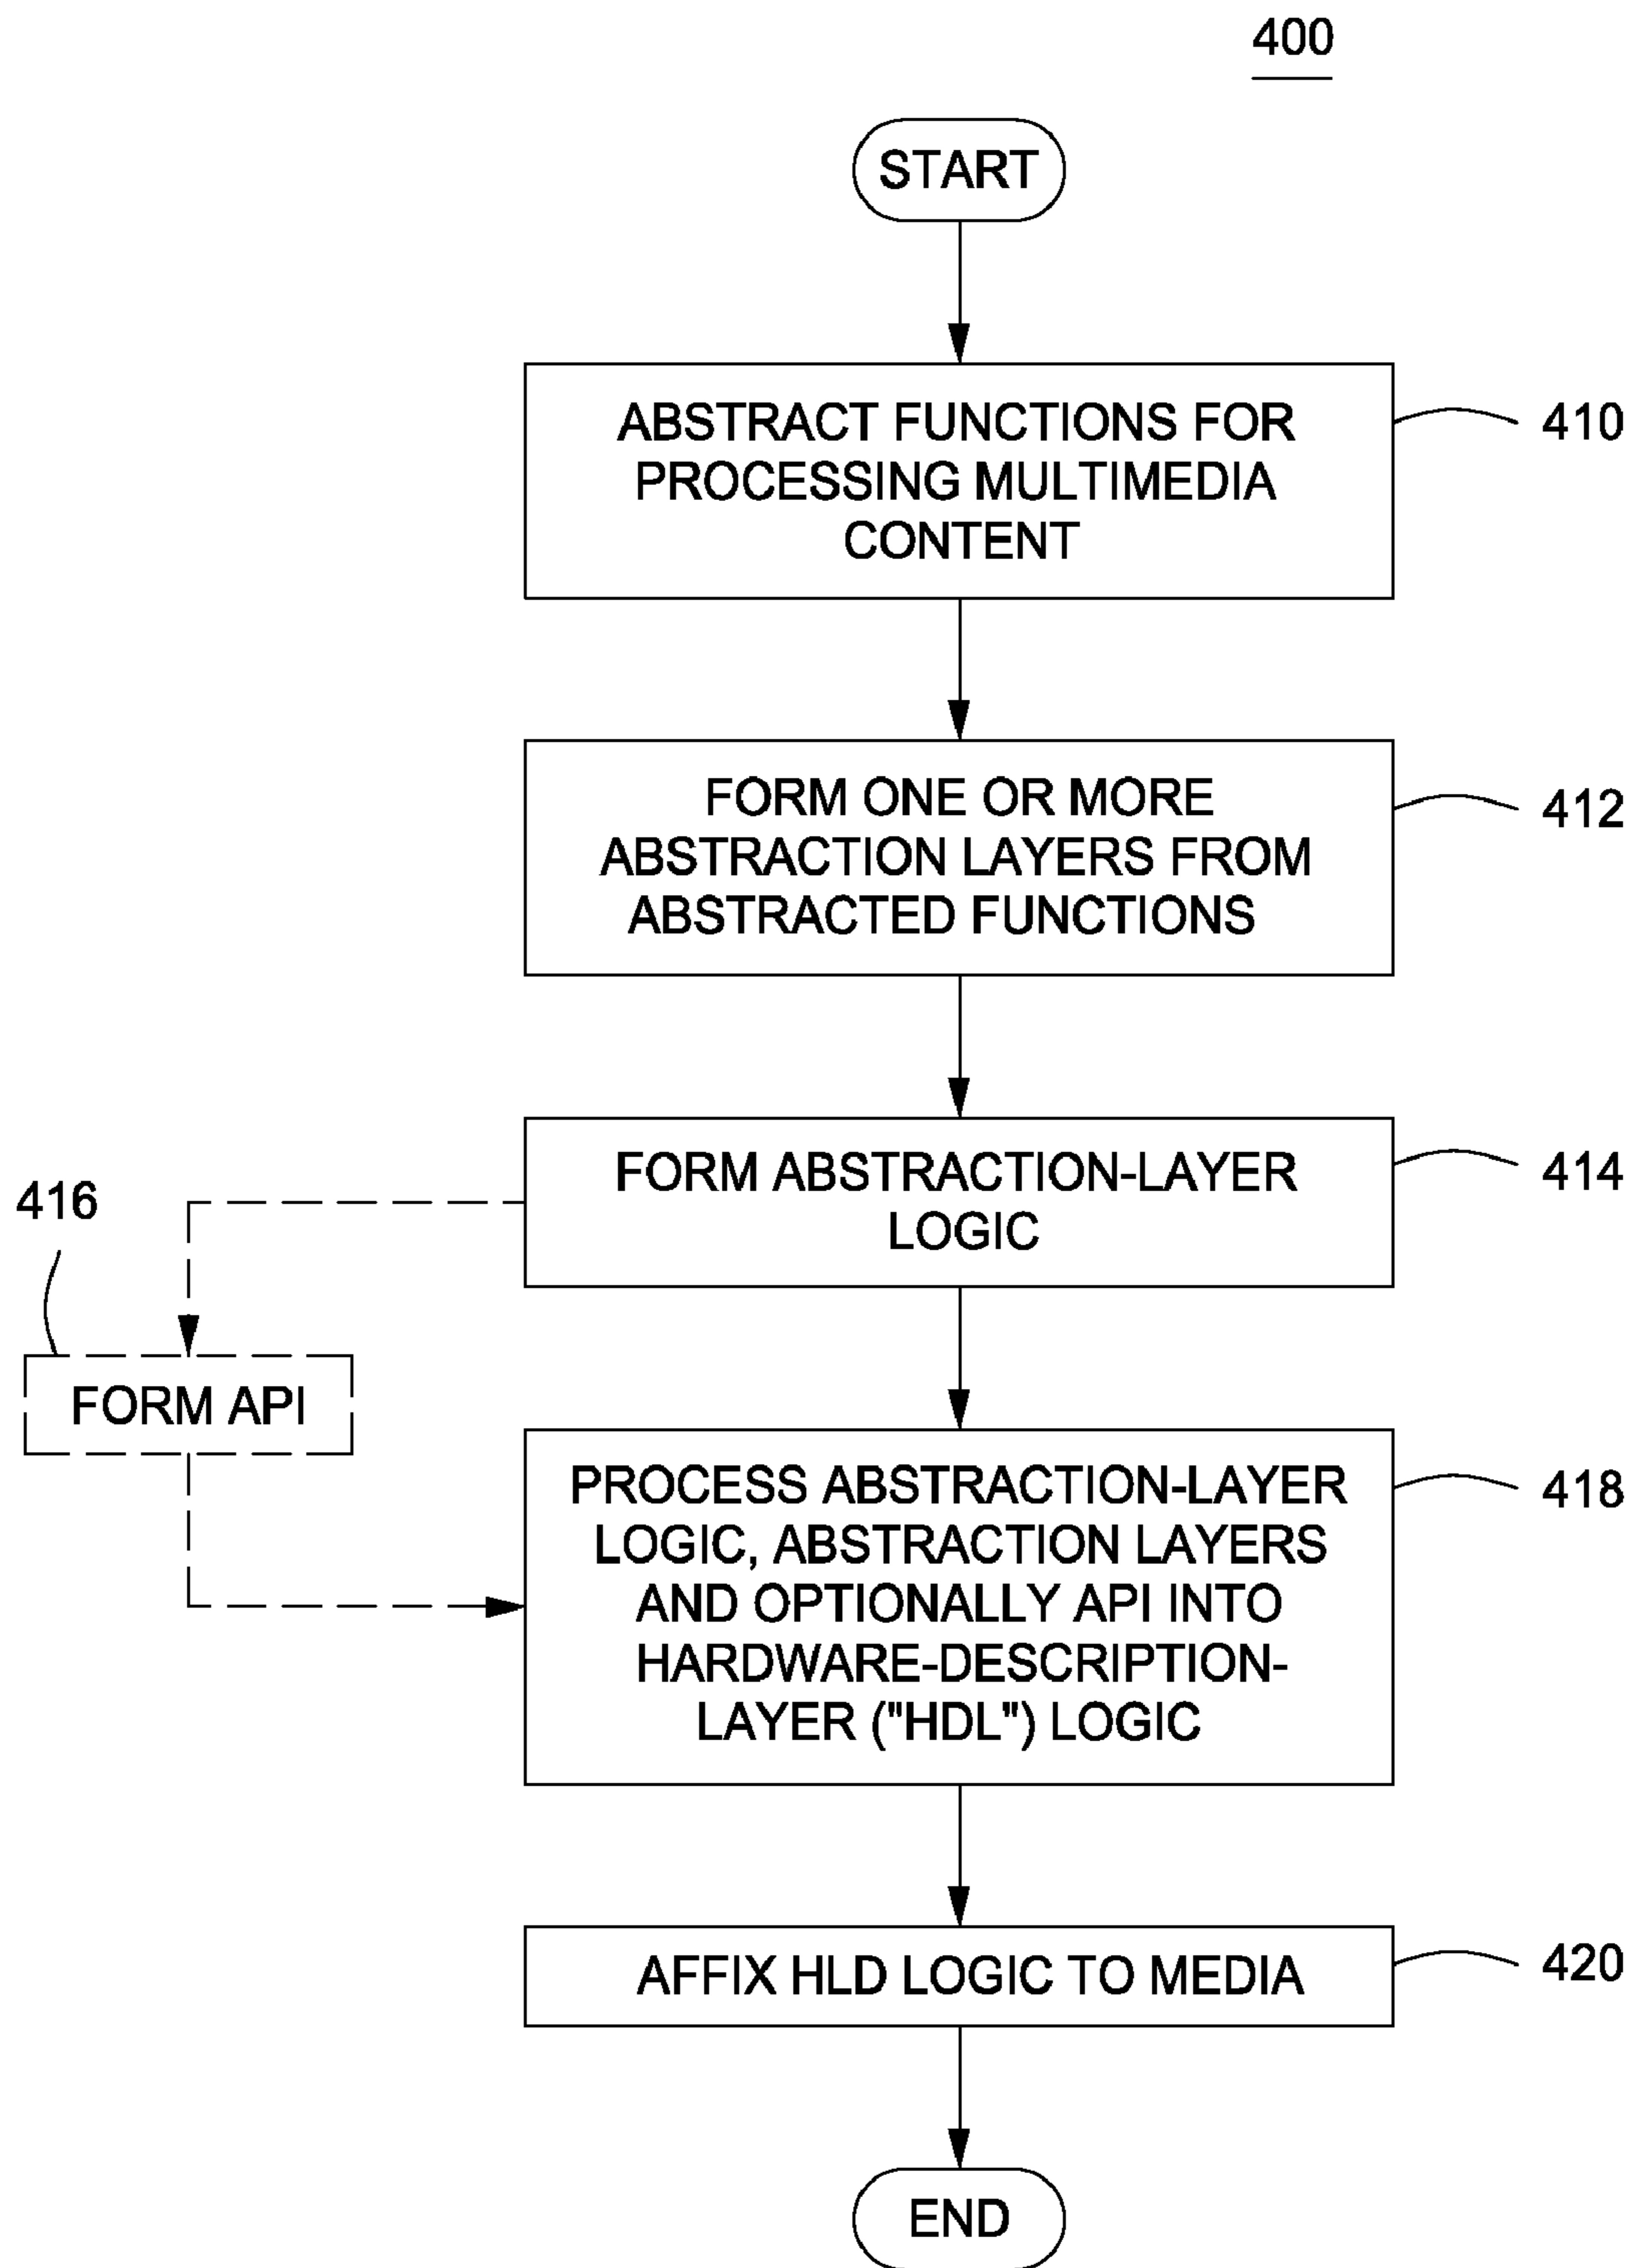 400
START
ABSTRACT FUNCTIONS FOR
PROCESSING MULTIMEDIA
CONTENT
410
FORM ONE OR MORE
ABSTRACTION LAYERS FROM
ABSTRACTED FUNCTIONS
412
FORM ABSTRACTION-LAYER
LOGIC
414
416
FORM API
PROCESS ABSTRACTION-LAYER
LOGIC, ABSTRACTION LAYERS
AND OPTIONALLY API INTO
HARDWARE-DESCRIPTION-
LAYER ("HDL") LOGIC
418
AFFIX HLD LOGIC TO MEDIA
420
END